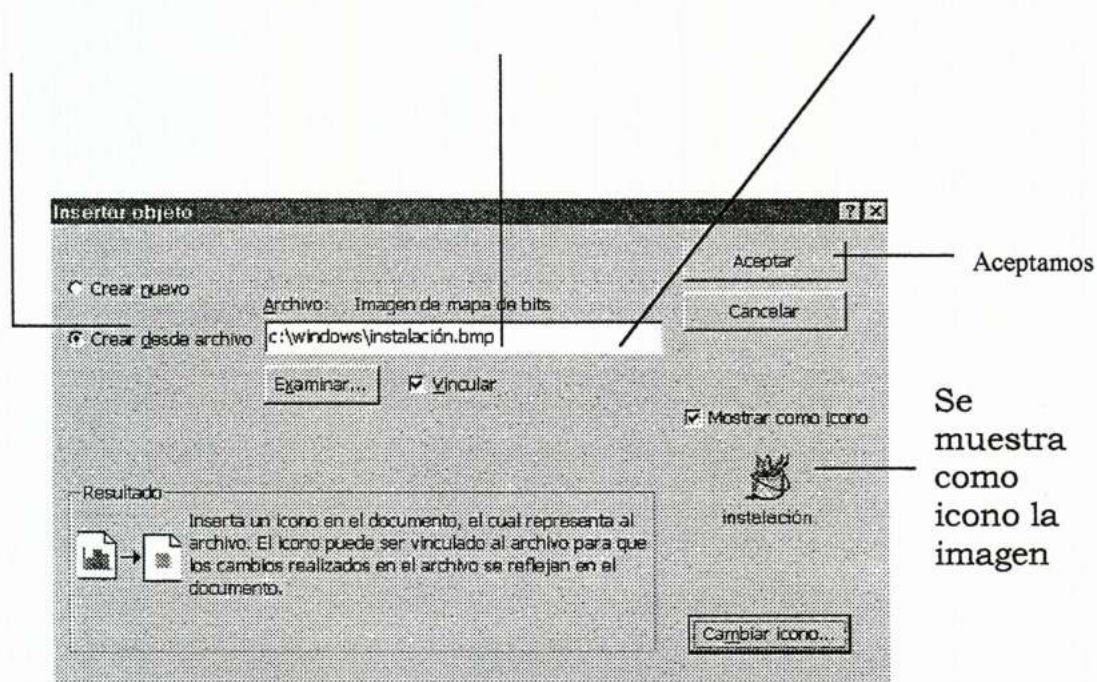 Insertar objeto
Aceptar
Aceptamos
Crear nuevo
Archivo: Imagen de mapa de bits
Cancelar
Crear desde archivo
c:\windows\instalación.bmp
Examinar...
Vincular
Mostrar como icono
Se
muestra
como
icono la
imagen
instalación
Resultado
Inserta un icono en el documento, el cual representa al
archivo. El icono puede ser vinculado al archivo para que
los cambios realizados en el archivo se reflejen en el
documento.
Cambiar icono...